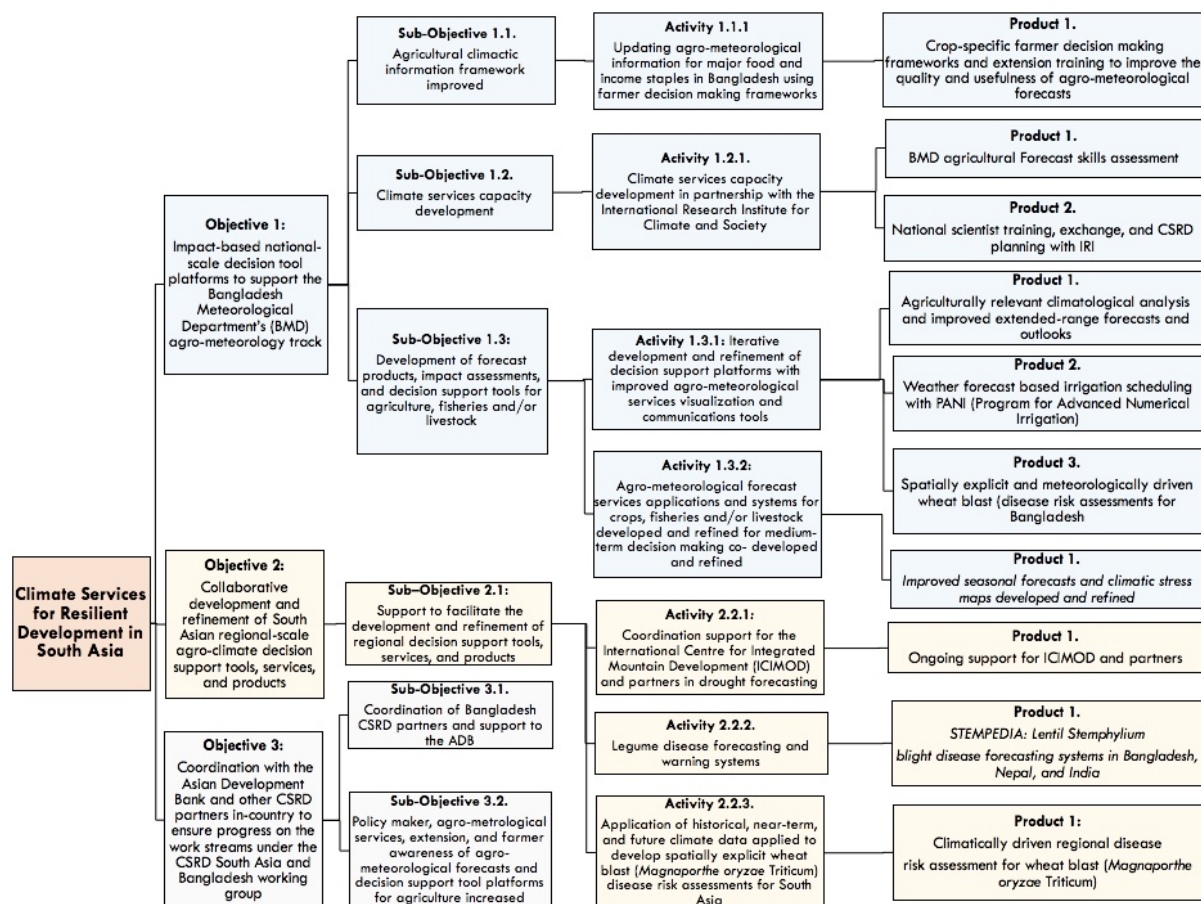 Climate Services
for Resilient
Development in
South Asia
Objective 1:
Impact-based national-
scale decision tool
platforms to support the
Bangladesh
Meteorological
Department's (BMD)
agro-meteorology track
Sub-Objective 1.1.
Agricultural climactic
information framework
improved
Activity 1.1.1
Updating agro-meteorological
information for major food and
income staples in Bangladesh using
farmer decision making frameworks
Product 1.
Crop-specific farmer decision making
frameworks and extension training to improve the
quality and usefulness of agro-meteorological
forecasts
Sub-Objective 1.2.
Climate services capacity
development
Activity 1.2.1.
Climate services capacity
development in partnership with the
International Research Institute for
Climate and Society
Product 1.
BMD agricultural Forecast skills assessment
Product 2.
National scientist training, exchange, and CSRD
planning with IRI
Sub-Objective 1.3:
Development of forecast
products, impact assessments,
and decision support tools for
agriculture, fisheries and/or
livestock
Activity 1.3.1: Iterative
development and refinement of
decision support platforms with
improved agro-meteorological
services visualization and
communications tools
Product 1.
Agriculturally relevant climatological analysis
and improved extended-range forecasts and
outlooks
Product 2.
Weather forecast based irrigation scheduling
with PANI (Program for Advanced Numerical
Irrigation)
Product 3.
Spatially explicit and meteorologically driven
wheat blast (disease risk assessments for
Bangladesh
Activity 1.3.2:
Agro-meteorological forecast
services applications and systems for
crops, fisheries and/or livestock
developed and refined for medium-
term decision making co- developed
and refined
Product 1.
Improved seasonal forecasts and climatic stress
maps developed and refined
Objective 2:
Collaborative
development and
refinement of South
Asian regional-scale
agro-climate decision
support tools, services,
and products
Sub–Objective 2.1:
Support to facilitate the
development and refinement of
regional decision support tools,
services, and products
Activity 2.2.1:
Coordination support for the
International Centre for Integrated
Mountain Development (ICIMOD)
and partners in drought forecasting
Product 1.
Ongoing support for ICIMOD and partners
Activity 2.2.2.
Legume disease forecasting and
warning systems
Product 1.
STEMPEDIA: Lentil Stemphylium
blight disease forecasting systems in Bangladesh,
Nepal, and India
Activity 2.2.3.
Application of historical, near-term,
and future climate data applied to
develop spatially explicit wheat
blast (Magnaporthe oryzae Triticum)
disease risk assessments for South
Asia
Product 1:
Climatically driven regional disease
risk assessment for wheat blast (Magnaporthe
oryzae Triticum)
Objective 3:
Coordination with the
Asian Development
Bank and other CSRD
partners in-country to
ensure progress on the
work streams under the
CSRD South Asia and
Bangladesh working
group
Sub-Objective 3.1.
Coordination of Bangladesh
CSRD partners and support to
the ADB
Sub-Objective 3.2.
Policy maker, agro-metrological
services, extension, and farmer
awareness of agro-
meteorological forecasts and
decision support tool platforms
for agriculture increased